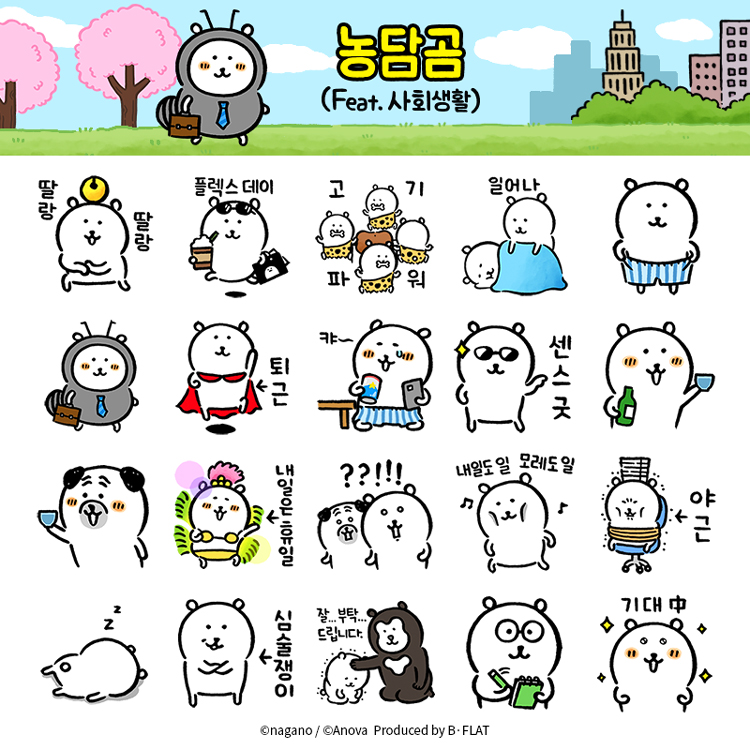 농담곰
(Feat. 사회생활)
딸랑
딸랑
플렉스 데이
고기
파워
일어나
퇴근
캬~
센스굿
내일은 휴일
??!!!
내일도 일 모레도 일
야근
z z
심술쟁이
잘...부탁...
드립니다.
기대中
©nagano / ©Anova Produced by B·FLAT